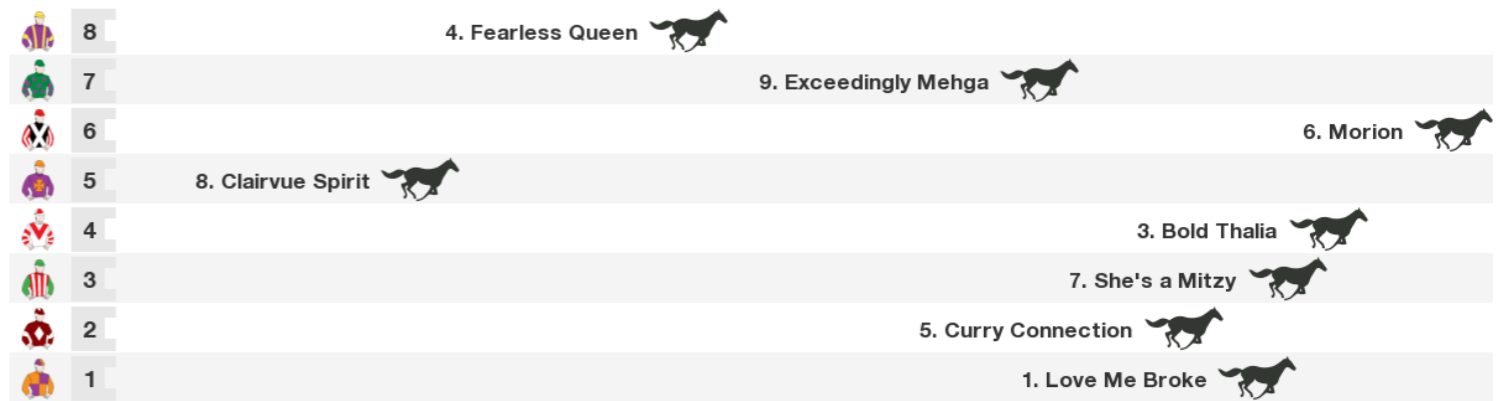 8 4. Fearless Queen
7 9. Exceedingly Mehga
6 6. Morion
5 8. Clairvue Spirit
4 3. Bold Thalia
3 7. She's a Mitzy
2 5. Curry Connection
1 1. Love Me Broke